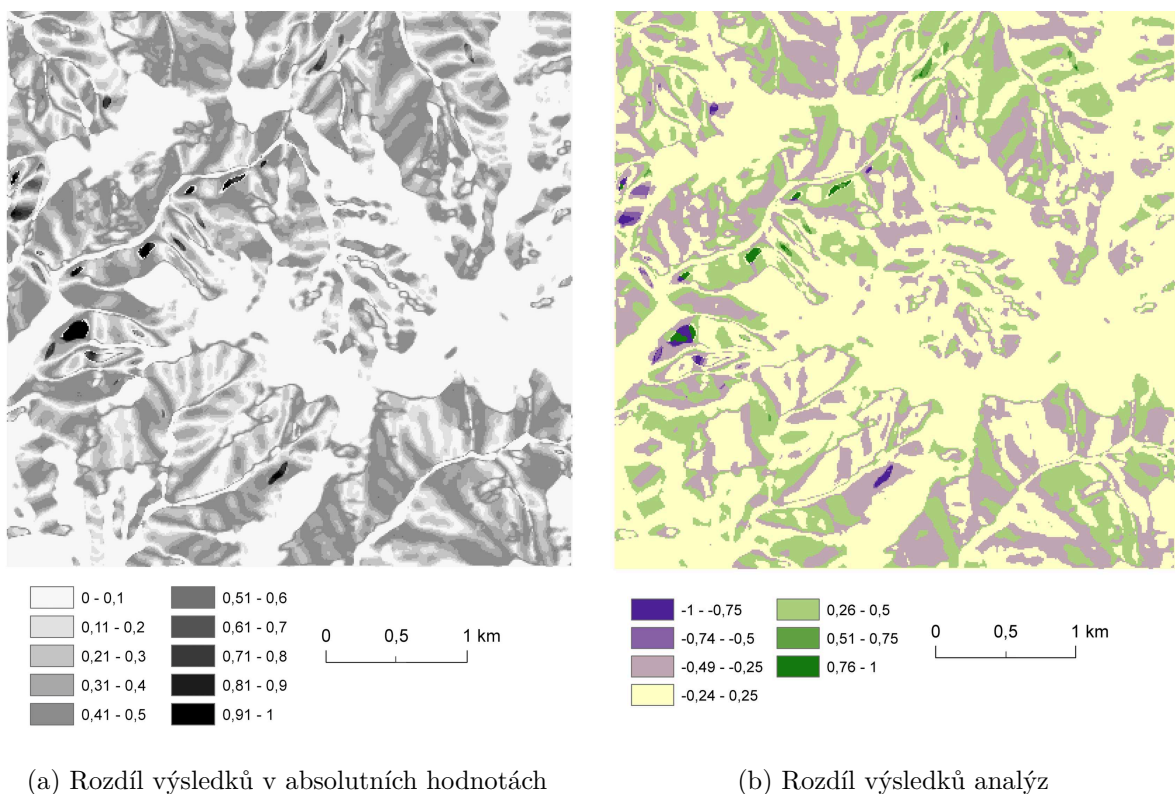 0 - 0,1
0,11 - 0,2
0,21 - 0,3
0,31 - 0,4
0,41 - 0,5
0,51 - 0,6
0,61 - 0,7
0,71 - 0,8
0,81 - 0,9
0,91 - 1
0 0,5 1 km
-1 - -0,75
-0,74 - -0,5
-0,49 - -0,25
-0,24 - 0,25
0,26 - 0,5
0,51 - 0,75
0,76 - 1
0 0,5 1 km
(a) Rozdíl výsledků v absolutních hodnotách
(b) Rozdíl výsledků analýz